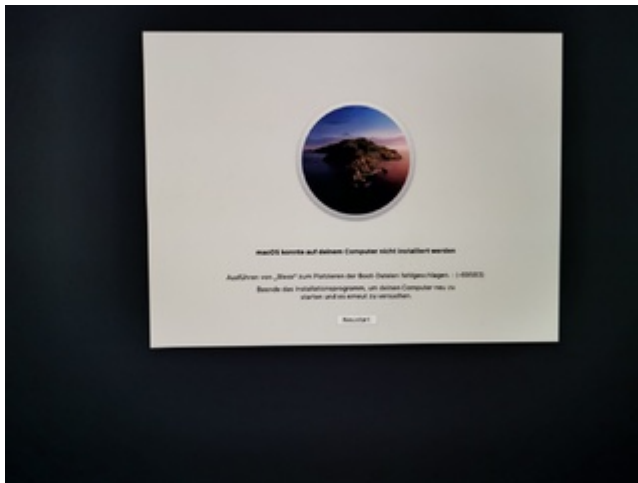 macOS konnte auf deinem Computer nicht installiert werden
Ausführen von „Bless“ zum Platzieren der Boot-Dateien fehlgeschlagen. : (-69583)
Beende das Installationsprogramm, um deinen Computer neu zu
starten und es erneut zu versuchen.
Neustart